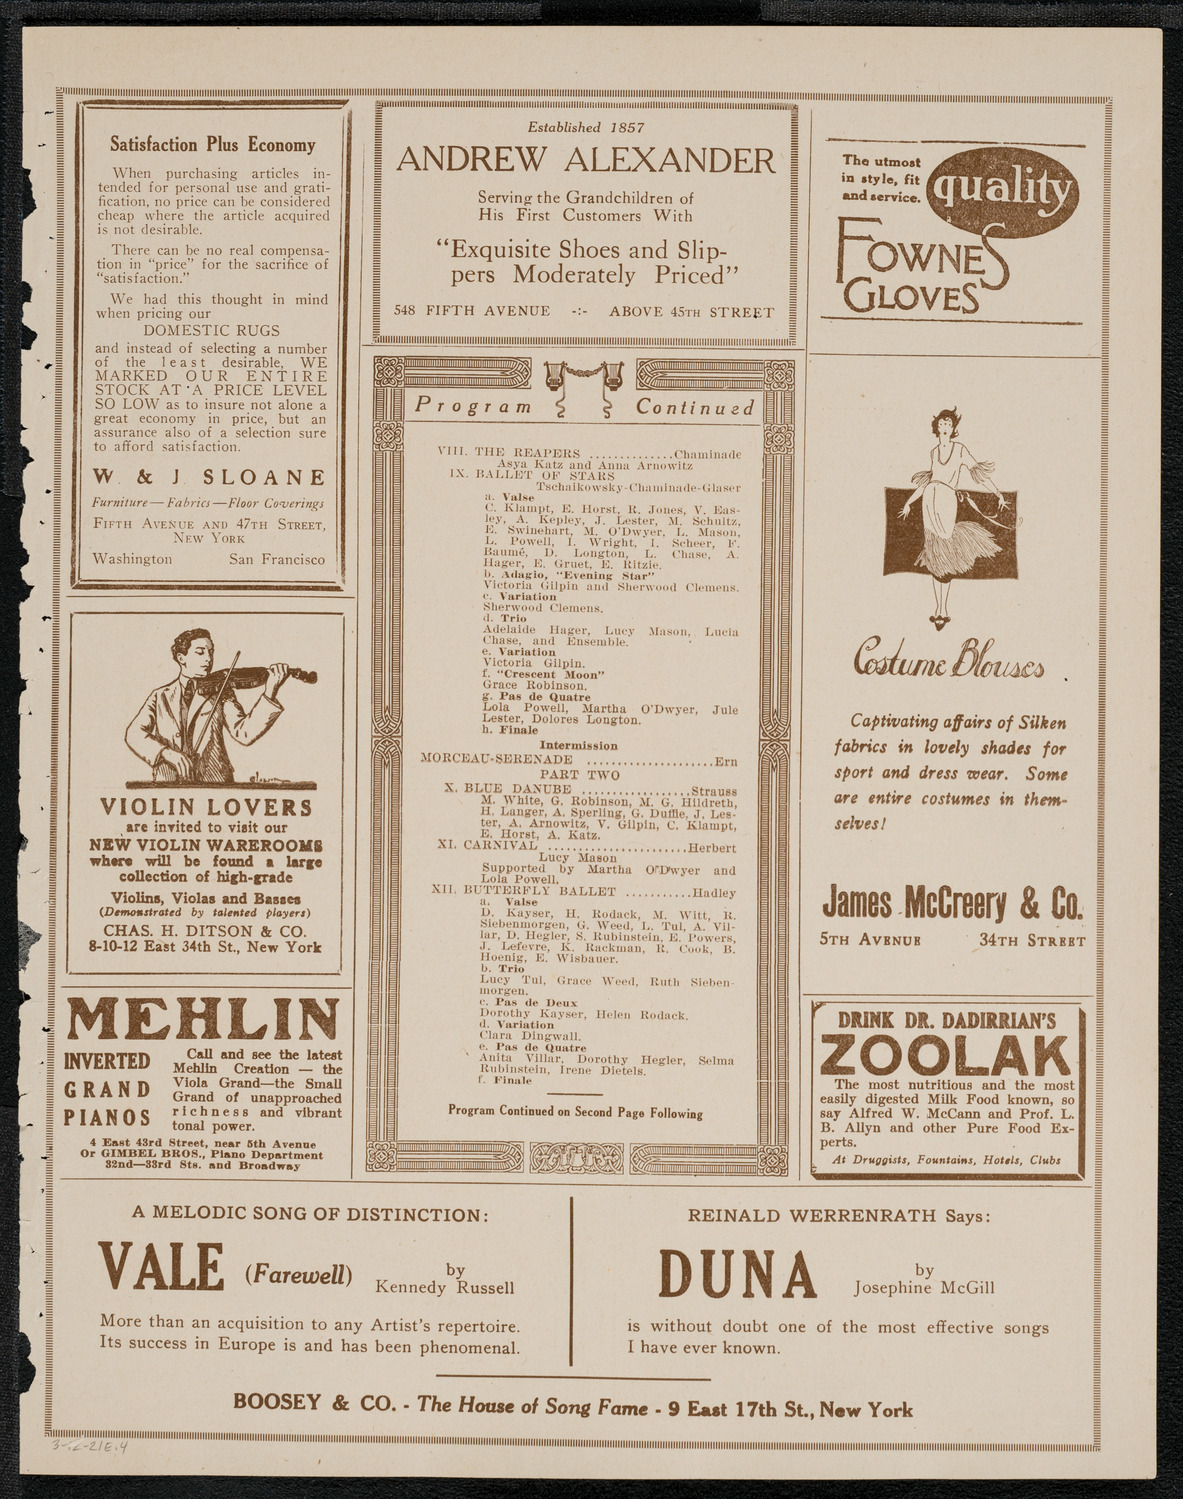 Satisfaction Plus Economy
When purchasing articles in-
tended for personal use and grati-
fication, no price can be considered
cheap where the article acquired
is not desirable.
There can be no real compensa-
tion in "price" for the sacrifice of
"satisfaction."
We had this thought in mind
when pricing our
DOMESTIC RUGS
and instead of selecting a number
of the least desirable, WE
MARKED OUR ENTIRE
STOCK AT A PRICE LEVEL
SO LOW as to insure not alone a
great economy in price, but an
assurance also of a selection sure
to afford satisfaction.
W. & J. SLOANE
Furniture — Fabrics — Floor Coverings
FIFTH AVENUE AND 47TH STREET,
NEW YORK
Washington San Francisco
VIOLIN LOVERS
are invited to visit our
NEW VIOLIN WAREROOMS
where will be found a large
collection of high-grade
Violins, Violas and Basses
(Demonstrated by talented players)
CHAS. H. DITSON & CO.
8-10-12 East 34th St., New York
MEHLIN
INVERTED
GRAND
PIANOS
Call and see the latest
Mehlin Creation — the
Viola Grand—the Small
Grand of unapproached
richness and vibrant
tonal power.
4 East 43rd Street, near 5th Avenue
Or GIMBEL BROS., Piano Department
32nd—33rd Sts. and Broadway
Established 1857
ANDREW ALEXANDER
Serving the Grandchildren of
His First Customers With
"Exquisite Shoes and Slip-
pers Moderately Priced"
548 FIFTH AVENUE -:- ABOVE 45TH STREET
Program Continued
VIII. THE REAPERS ..............Chaminade
Asya Katz and Anna Arnowitz
IX. BALLET OF STARS
Tschaikowsky-Chaminade-Glaser
a. Valse
C. Klampt, E. Horst, R. Jones, V. Eas-
ley, A. Kepley, J. Lester, M. Schultz,
E. Swinehart, M. O'Dwyer, L. Mason,
L. Powell, I. Wright, I. Scheer, F.
Baumé, D. Longton, L. Chase, A.
Hager, E. Gruet, E. Ritzie.
b. Adagio, "Evening Star"
Victoria Gilpin and Sherwood Clemens.
c. Variation
Sherwood Clemens.
d. Trio
Adelaide Hager, Lucy Mason, Lucia
Chase, and Ensemble.
e. Variation
Victoria Gilpin.
f. "Crescent Moon"
Grace Robinson.
g. Pas de Quatre
Lola Powell, Martha O'Dwyer, Jule
Lester, Dolores Longton.
h. Finale
Intermission
MORCEAU-SERENADE .....................Ern
PART TWO
X. BLUE DANUBE ..................Strauss
M. White, G. Robinson, M. G. Hildreth,
H. Langer, A. Sperling, G. Duffie, J. Les-
ter, A. Arnowitz, V. Gilpin, C. Klampt,
E. Horst, A. Katz.
XI. CARNIVAL .......................Herbert
Lucy Mason
Supported by Martha O'Dwyer and
Lola Powell.
XII. BUTTERFLY BALLET ...........Hadley
a. Valse
D. Kayser, H. Rodack, M. Witt, R.
Siebenmorgen, G. Weed, L. Tul, A. Vil-
lar, D. Hegler, S. Rubinstein, E. Powers,
J. Lefevre, K. Rackman, R. Cook, B.
Hoenig, E. Wisbauer.
b. Trio
Lucy Tul, Grace Weed, Ruth Sieben-
morgen.
c. Pas de Deux
Dorothy Kayser, Helen Rodack.
d. Variation
Clara Dingwall.
e. Pas de Quatre
Anita Villar, Dorothy Hegler, Selma
Rubinstein, Irene Dietels.
f. Finale
Program Continued on Second Page Following
The utmost
in style, fit
and service.
quality
FOWNES
GLOVES
Costume Blouses
Captivating affairs of Silken
fabrics in lovely shades for
sport and dress wear. Some
are entire costumes in them-
selves!
James McCreery & Co.
5TH AVENUE 34TH STREET
DRINK DR. DADIRRIAN'S
ZOOLAK
The most nutritious and the most
easily digested Milk Food known, so
say Alfred W. McCann and Prof. L.
B. Allyn and other Pure Food Ex-
perts.
At Druggists, Fountains, Hotels, Clubs
A MELODIC SONG OF DISTINCTION:
VALE (Farewell) by
Kennedy Russell
More than an acquisition to any Artist's repertoire.
Its success in Europe is and has been phenomenal.
REINALD WERRENRATH Says:
DUNA by
Josephine McGill
is without doubt one of the most effective songs
I have ever known.
BOOSEY & CO. - The House of Song Fame - 9 East 17th St., New York